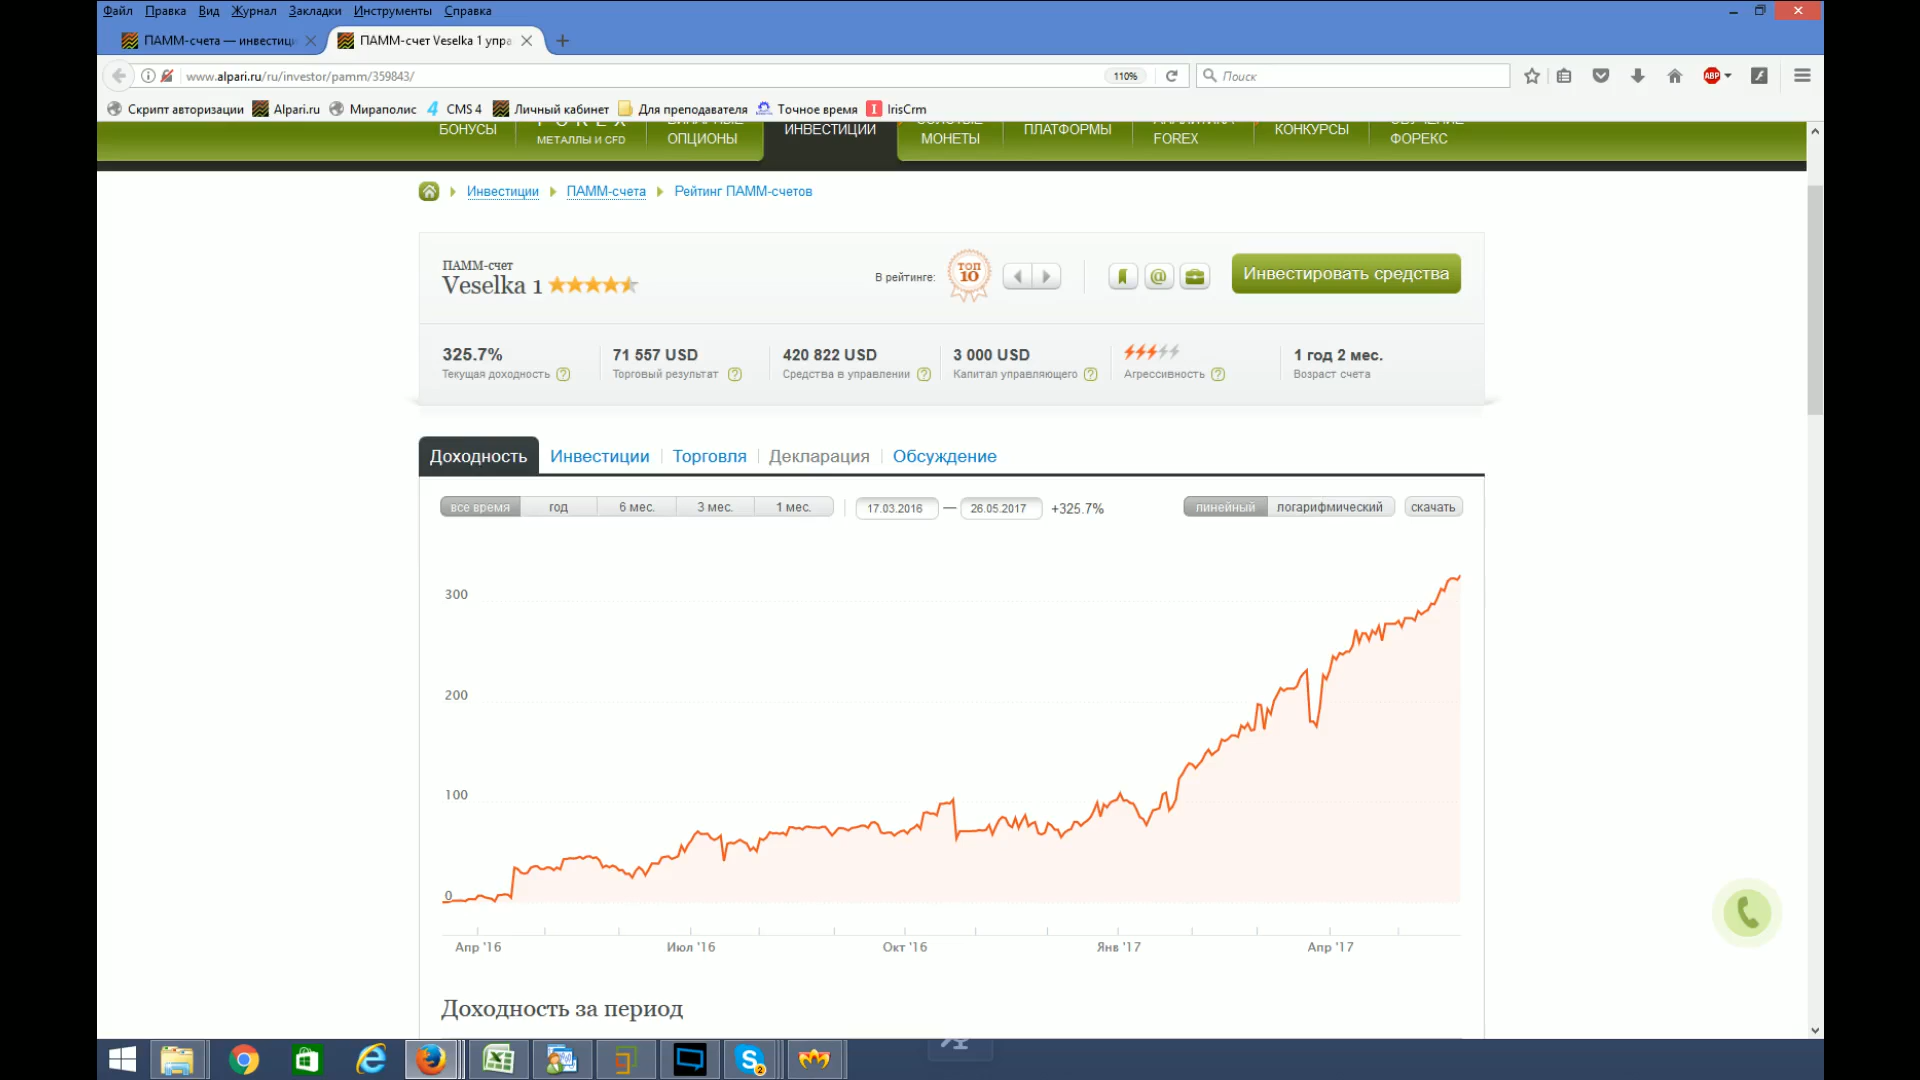 Файл Правка Вид Журнал Закладки Инструменты Справка
ПАММ-счета — инвестици
ПАММ-счет Veselka 1 упра
www.alpari.ru/ru/investor/pamm/359843/
110%
Поиск
ABP
Скрипт авторизации Alpari.ru Мираполис CMS 4 Личный кабинет Для преподавателя Точное время IrisCrm
БОНУСЫ
МЕТАЛЛЫ И CFD
ОПЦИОНЫ
ИНВЕСТИЦИИ
МОНЕТЫ
ПЛАТФОРМЫ
FOREX
КОНКУРСЫ
ФОРЕКС
Инвестиции ПАММ-счета Рейтинг ПАММ-счетов
ПАММ-счет
Veselka 1
В рейтинге:
ТОП
10
Инвестировать средства
325.7%
Текущая доходность ?
71 557 USD
Торговый результат ?
420 822 USD
Средства в управлении ?
3 000 USD
Капитал управляющего ?
Агрессивность ?
1 год 2 мес.
Возраст счета
Доходность Инвестиции Торговля Декларация Обсуждение
все время год 6 мес. 3 мес. 1 мес. 17.03.2016 — 26.05.2017 +325.7% линейный логарифмический скачать
300
200
100
0
Апр '16 Июл '16 Окт '16 Янв '17 Апр '17
Доходность за период